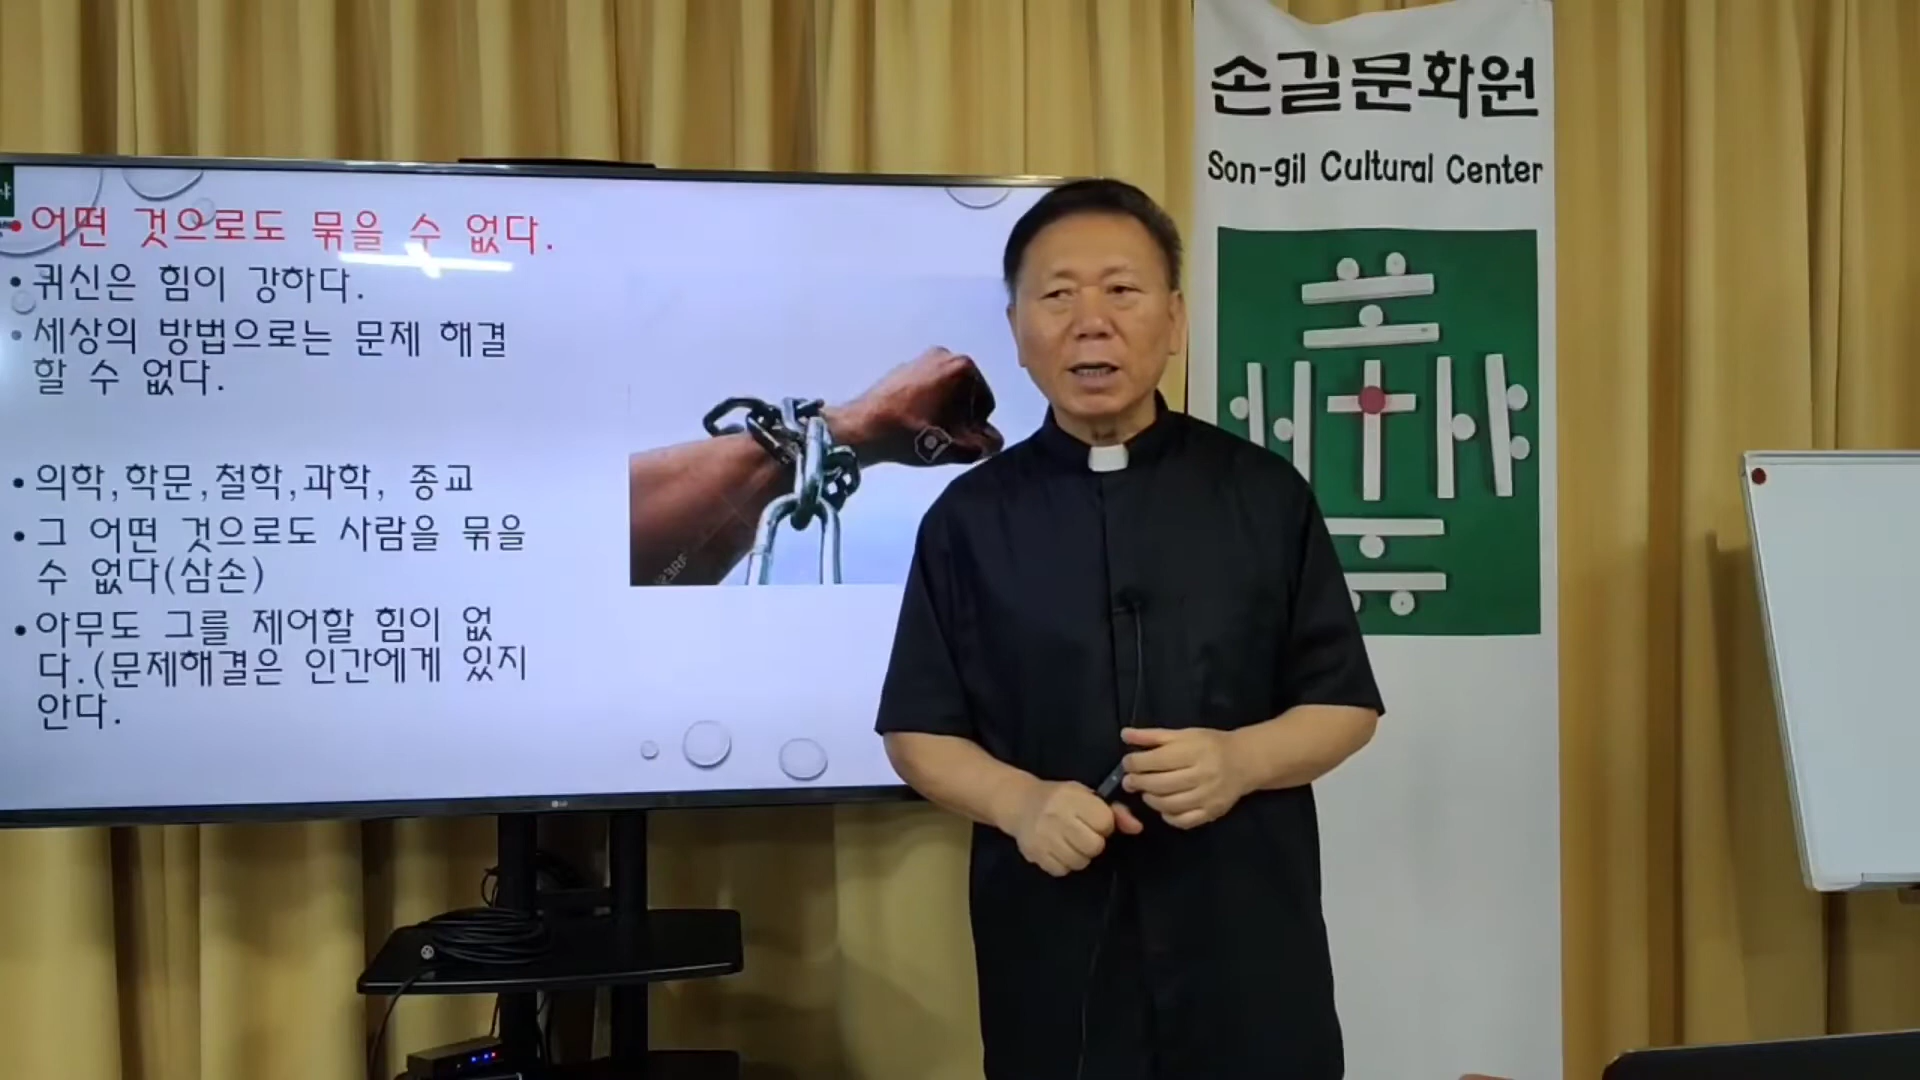 어떤 것으로도 묶을 수 없다.
귀신은 힘이 강하다.
세상의 방법으로는 문제 해결
할 수 없다.
의학,학문,철학,과학, 종교
그 어떤 것으로도 사람을 묶을
수 없다(삼손)
아무도 그를 제어할 힘이 없
다.(문제해결은 인간에게 있지
안다.
123RF
LG
손길문화원
Son-gil Cultural Center